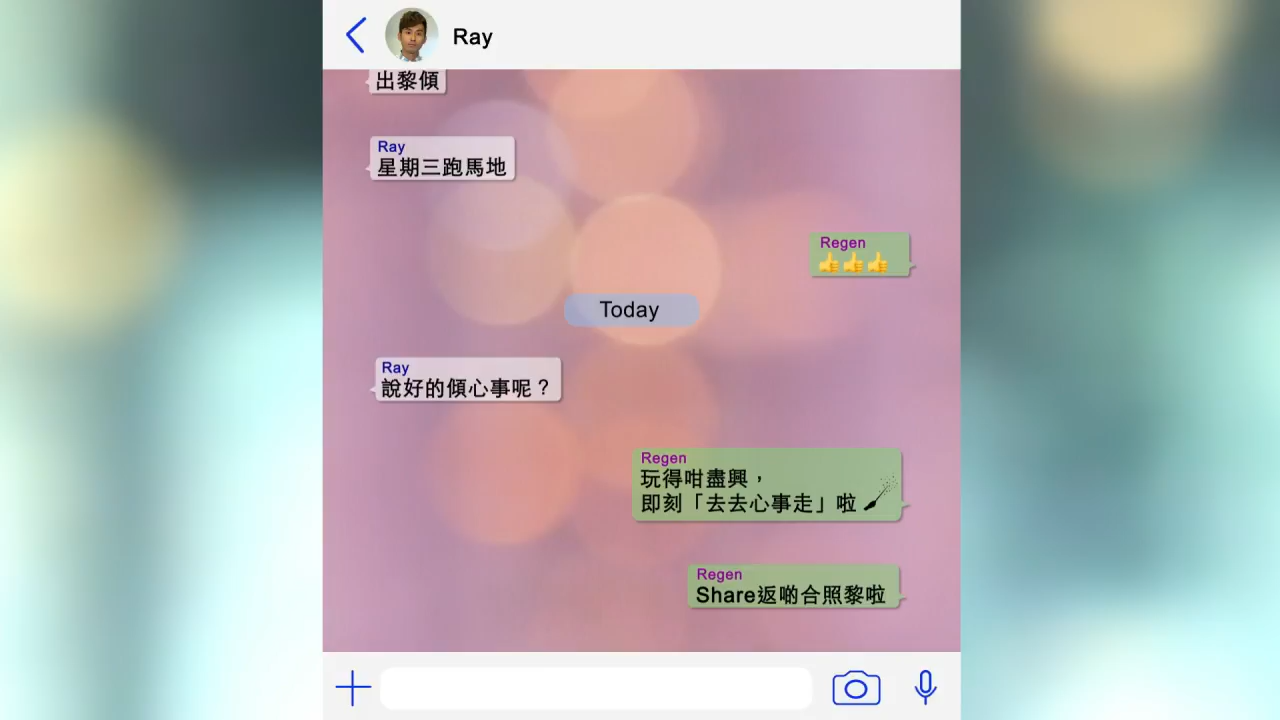 Ray
出黎傾
Ray
星期三跑馬地
Regen
👍👍👍
Today
Ray
說好的傾心事呢？
Regen
玩得咁盡興，
即刻「去去心事走」啦
Regen
Share返啲合照黎啦